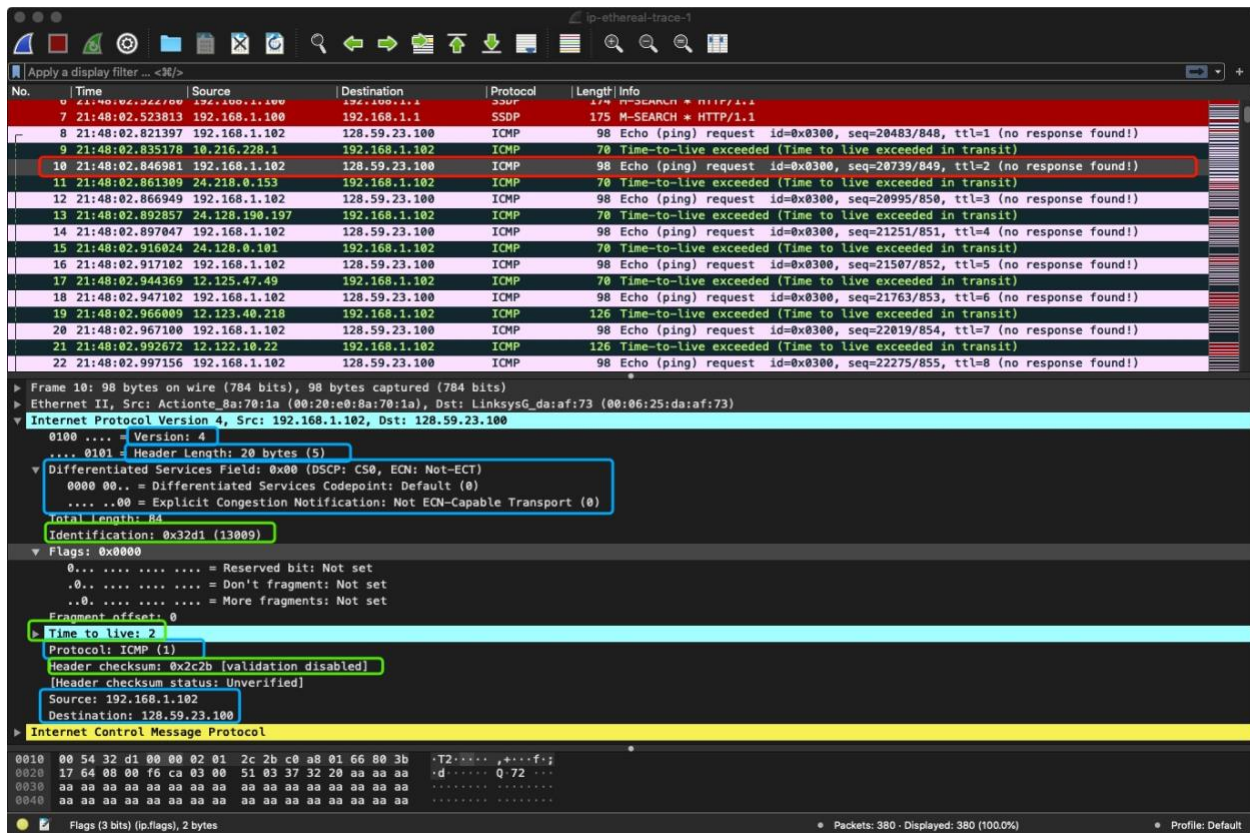 ip-ethereal-trace-1
Apply a display filter … <⌘/>
No. Time Source Destination Protocol Length Info
6 21:48:02.522780 192.168.1.100 192.168.1.1 SSDP 174 M-SEARCH * HTTP/1.1
7 21:48:02.523813 192.168.1.100 192.168.1.1 SSDP 175 M-SEARCH * HTTP/1.1
8 21:48:02.821397 192.168.1.102 128.59.23.100 ICMP 98 Echo (ping) request id=0x0300, seq=20483/848, ttl=1 (no response found!)
9 21:48:02.835178 10.216.228.1 192.168.1.102 ICMP 70 Time-to-live exceeded (Time to live exceeded in transit)
10 21:48:02.846981 192.168.1.102 128.59.23.100 ICMP 98 Echo (ping) request id=0x0300, seq=20739/849, ttl=2 (no response found!)
11 21:48:02.861309 24.218.0.153 192.168.1.102 ICMP 70 Time-to-live exceeded (Time to live exceeded in transit)
12 21:48:02.866949 192.168.1.102 128.59.23.100 ICMP 98 Echo (ping) request id=0x0300, seq=20995/850, ttl=3 (no response found!)
13 21:48:02.892857 24.128.190.197 192.168.1.102 ICMP 70 Time-to-live exceeded (Time to live exceeded in transit)
14 21:48:02.897047 192.168.1.102 128.59.23.100 ICMP 98 Echo (ping) request id=0x0300, seq=21251/851, ttl=4 (no response found!)
15 21:48:02.916024 24.128.0.101 192.168.1.102 ICMP 70 Time-to-live exceeded (Time to live exceeded in transit)
16 21:48:02.917102 192.168.1.102 128.59.23.100 ICMP 98 Echo (ping) request id=0x0300, seq=21507/852, ttl=5 (no response found!)
17 21:48:02.944369 12.125.47.49 192.168.1.102 ICMP 70 Time-to-live exceeded (Time to live exceeded in transit)
18 21:48:02.947102 192.168.1.102 128.59.23.100 ICMP 98 Echo (ping) request id=0x0300, seq=21763/853, ttl=6 (no response found!)
19 21:48:02.966009 12.123.40.218 192.168.1.102 ICMP 126 Time-to-live exceeded (Time to live exceeded in transit)
20 21:48:02.967100 192.168.1.102 128.59.23.100 ICMP 98 Echo (ping) request id=0x0300, seq=22019/854, ttl=7 (no response found!)
21 21:48:02.992672 12.122.10.22 192.168.1.102 ICMP 126 Time-to-live exceeded (Time to live exceeded in transit)
22 21:48:02.997156 192.168.1.102 128.59.23.100 ICMP 98 Echo (ping) request id=0x0300, seq=22275/855, ttl=8 (no response found!)
Frame 10: 98 bytes on wire (784 bits), 98 bytes captured (784 bits)
Ethernet II, Src: Actionte_8a:70:1a (00:20:e0:8a:70:1a), Dst: LinksysG_da:af:73 (00:06:25:da:af:73)
Internet Protocol Version 4, Src: 192.168.1.102, Dst: 128.59.23.100
0100 .... = Version: 4
.... 0101 = Header Length: 20 bytes (5)
Differentiated Services Field: 0x00 (DSCP: CS0, ECN: Not-ECT)
0000 00.. = Differentiated Services Codepoint: Default (0)
.... ..00 = Explicit Congestion Notification: Not ECN-Capable Transport (0)
Total Length: 84
Identification: 0x32d1 (13009)
Flags: 0x0000
0... .... .... .... = Reserved bit: Not set
.0.. .... .... .... = Don't fragment: Not set
..0. .... .... .... = More fragments: Not set
Fragment offset: 0
Time to live: 2
Protocol: ICMP (1)
Header checksum: 0x2c2b [validation disabled]
[Header checksum status: Unverified]
Source: 192.168.1.102
Destination: 128.59.23.100
Internet Control Message Protocol
0010 00 54 32 d1 00 00 02 01 2c 2b c0 a8 01 66 80 3b ·T2····· ,+···f·;
0020 17 64 08 00 f6 ca 03 00 51 03 37 32 20 aa aa aa ·d······ Q·72 ···
0030 aa aa aa aa aa aa aa aa aa aa aa aa aa aa aa aa ········ ········
0040 aa aa aa aa aa aa aa aa aa aa aa aa aa aa aa aa ········ ········
Flags (3 bits) (ip.flags), 2 bytes Packets: 380 · Displayed: 380 (100.0%) Profile: Default